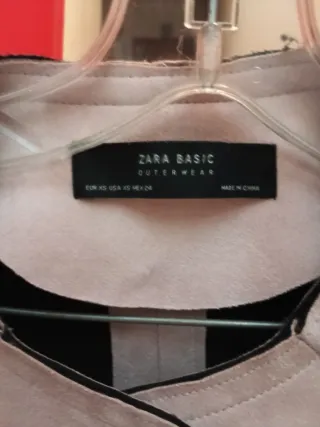 ZARA BASIC
OUTERWEAR
EUR XS USA XS MEX 24 MADE IN CHINA